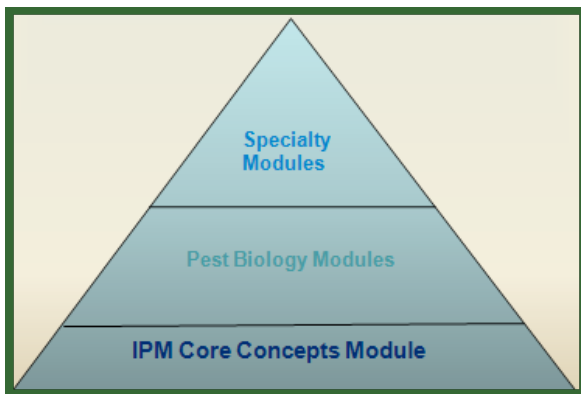 Specialty
Modules
Pest Biology Modules
IPM Core Concepts Module